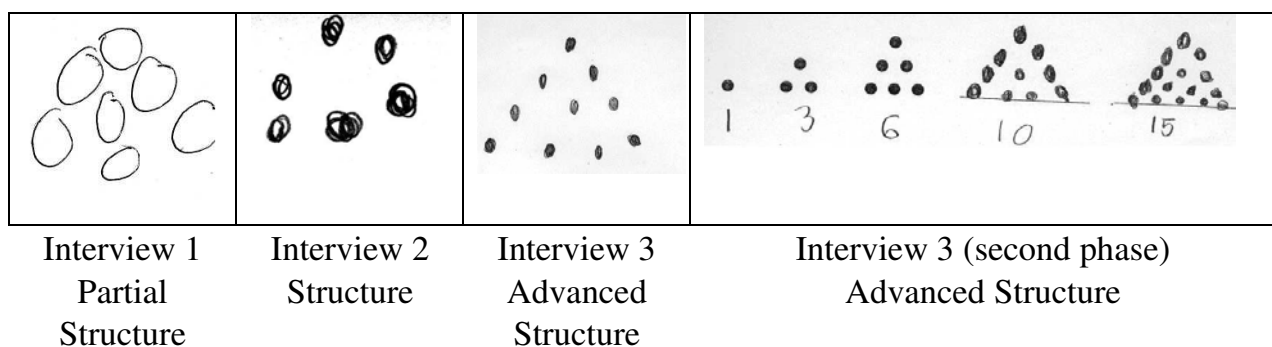 1 3 6 10 15
Interview 1
Partial
Structure
Interview 2
Structure
Interview 3
Advanced
Structure
Interview 3 (second phase)
Advanced Structure